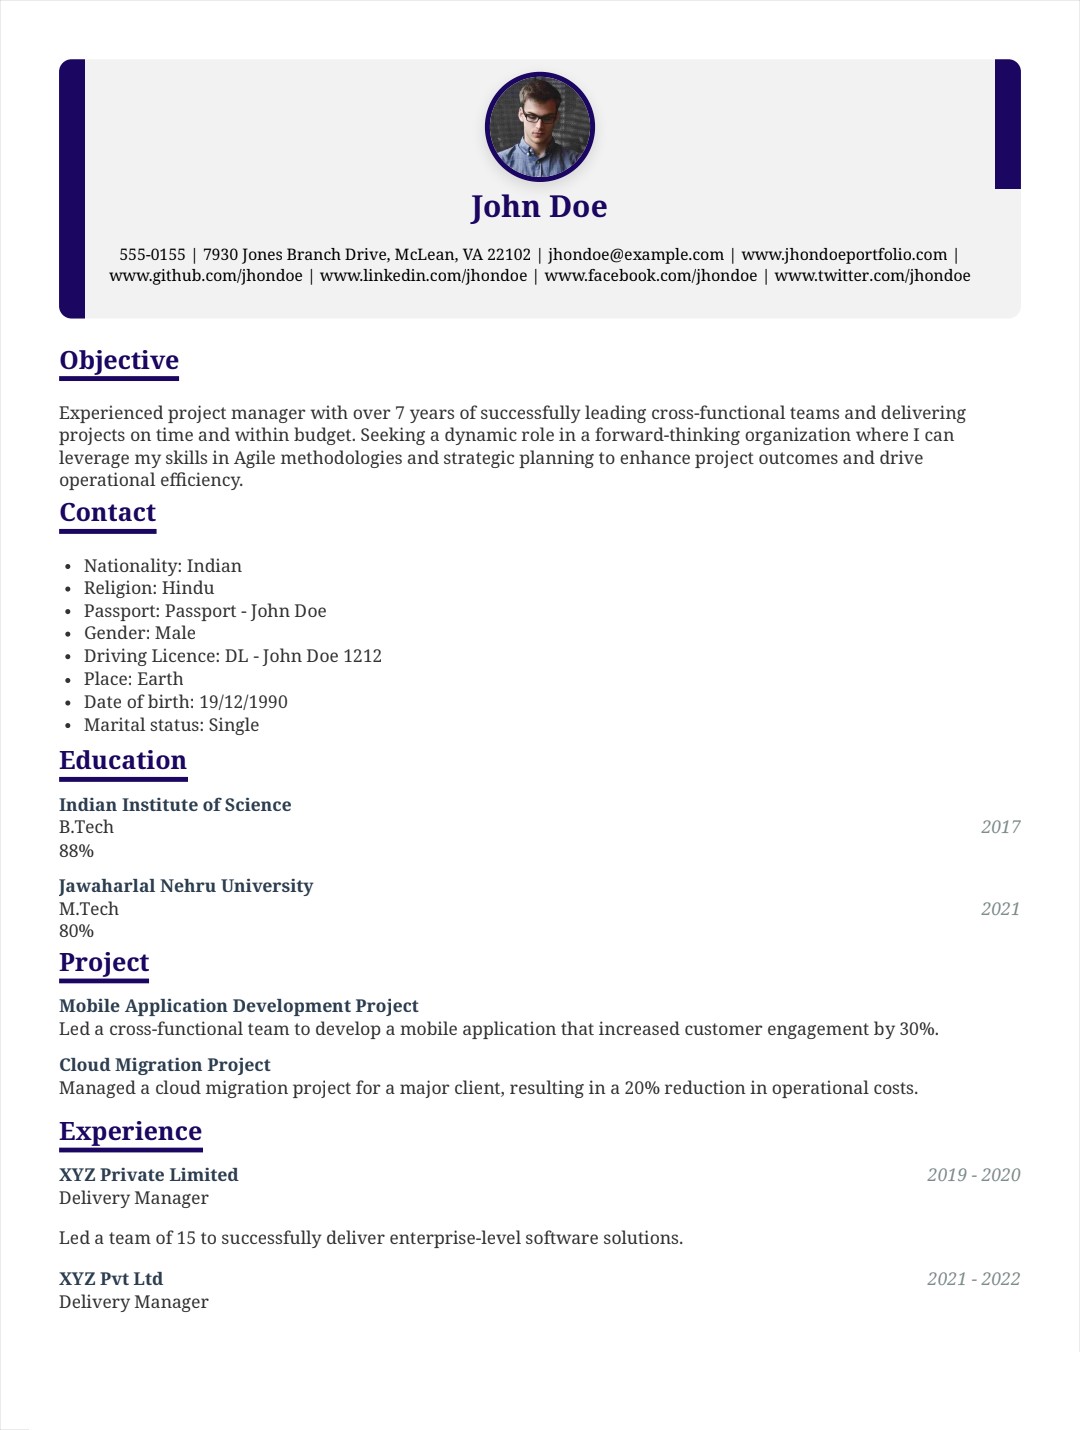 John Doe
555-0155 | 7930 Jones Branch Drive, McLean, VA 22102 | jhondoe@example.com | www.jhondoeportfolio.com |
www.github.com/jhondoe | www.linkedin.com/jhondoe | www.facebook.com/jhondoe | www.twitter.com/jhondoe
Objective
Experienced project manager with over 7 years of successfully leading cross-functional teams and delivering
projects on time and within budget. Seeking a dynamic role in a forward-thinking organization where I can
leverage my skills in Agile methodologies and strategic planning to enhance project outcomes and drive
operational efficiency.
Contact
• Nationality: Indian
• Religion: Hindu
• Passport: Passport - John Doe
• Gender: Male
• Driving Licence: DL - John Doe 1212
• Place: Earth
• Date of birth: 19/12/1990
• Marital status: Single
Education
Indian Institute of Science
B.Tech 2017
88%
Jawaharlal Nehru University
M.Tech 2021
80%
Project
Mobile Application Development Project
Led a cross-functional team to develop a mobile application that increased customer engagement by 30%.
Cloud Migration Project
Managed a cloud migration project for a major client, resulting in a 20% reduction in operational costs.
Experience
XYZ Private Limited 2019 - 2020
Delivery Manager
Led a team of 15 to successfully deliver enterprise-level software solutions.
XYZ Pvt Ltd 2021 - 2022
Delivery Manager